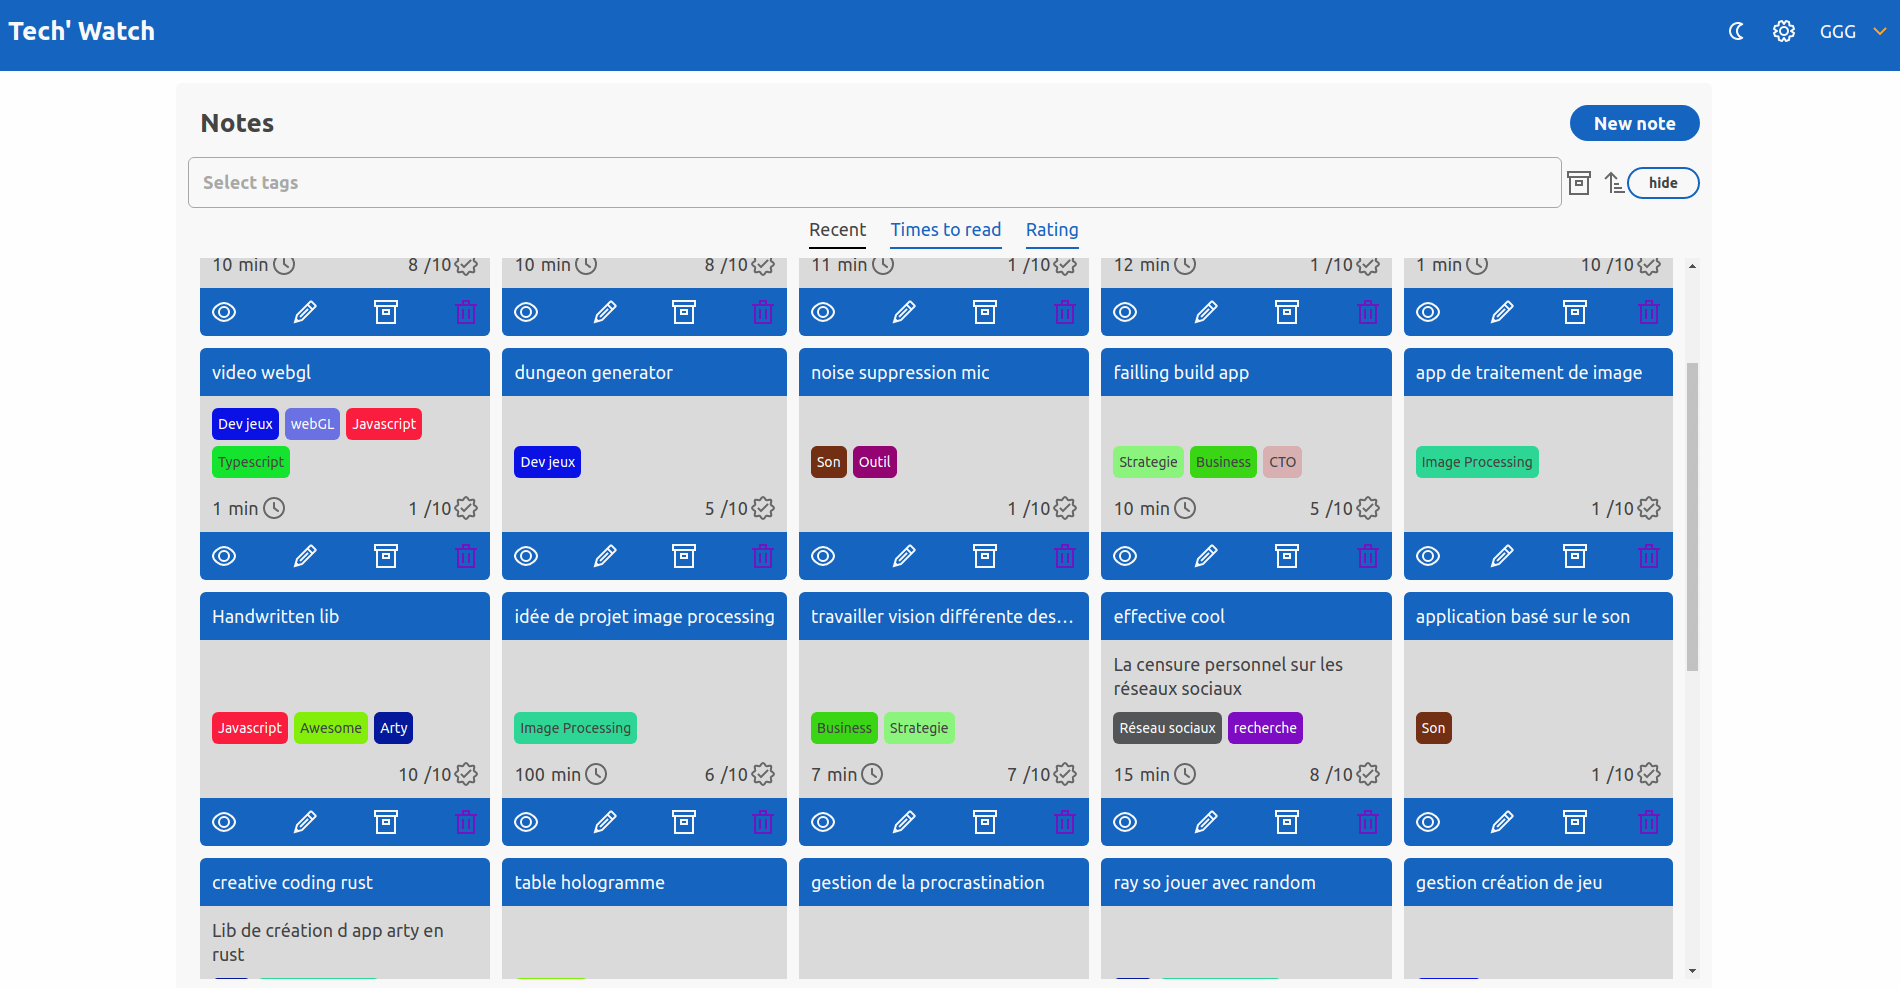 Tech' Watch
GGG
Notes
New note
Select tags
hide
Recent
Times to read
Rating
10 min 8 /10
10 min 8 /10
11 min 1 /10
12 min 1 /10
1 min 10 /10
video webgl
Dev jeux webGL Javascript
Typescript
1 min 1 /10
dungeon generator
Dev jeux
5 /10
noise suppression mic
Son Outil
1 /10
failling build app
Strategie Business CTO
10 min 5 /10
app de traitement de image
Image Processing
1 /10
Handwritten lib
Javascript Awesome Arty
10 /10
idée de projet image processing
Image Processing
100 min 6 /10
travailler vision différente des...
Business Strategie
7 min 7 /10
effective cool
La censure personnel sur les
réseaux sociaux
Réseau sociaux recherche
15 min 8 /10
application basé sur le son
Son
1 /10
creative coding rust
Lib de création d app arty en
rust
table hologramme
gestion de la procrastination
ray so jouer avec random
gestion création de jeu